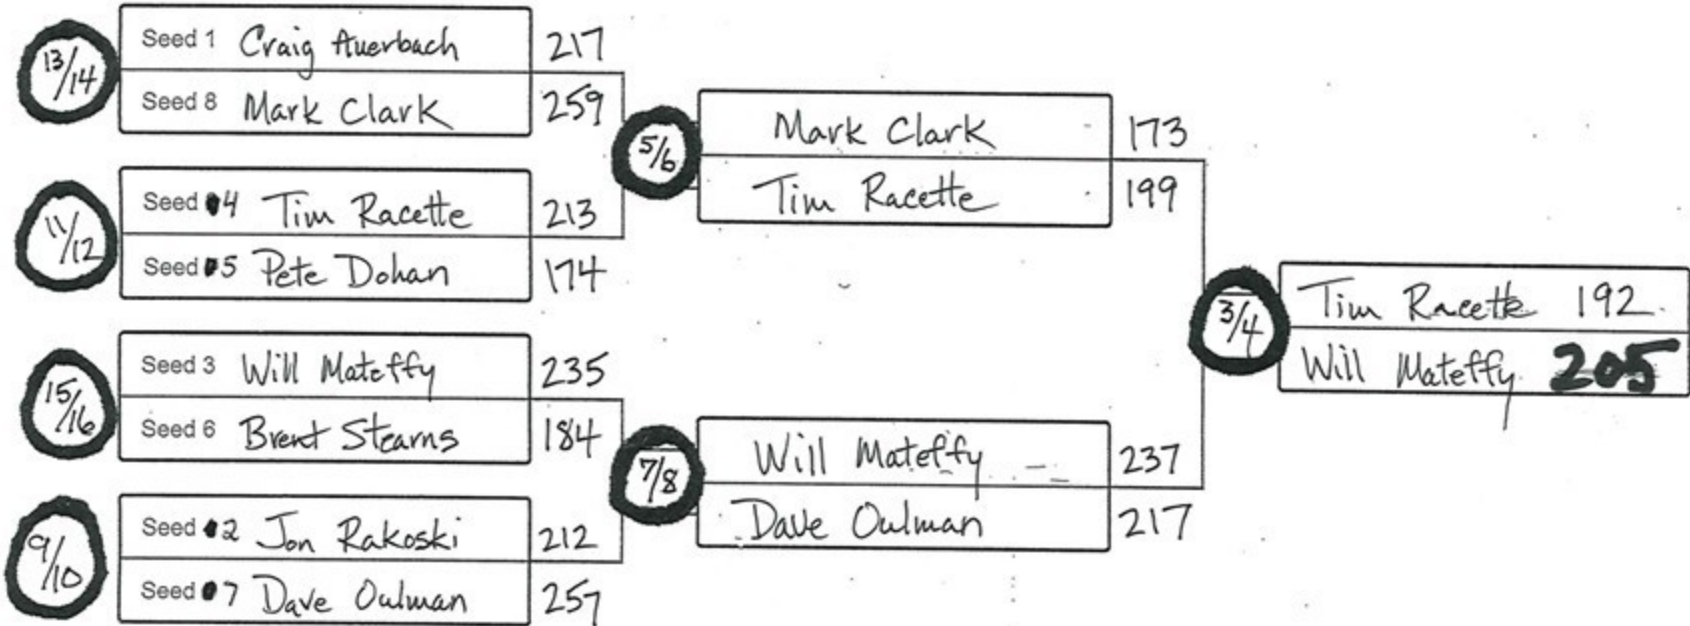 13/14
Seed 1 Craig Auerbach 217
Seed 8 Mark Clark 259
11/12
Seed 4 Tim Racette 213
Seed 5 Pete Dohan 174
15/16
Seed 3 Will Mateffy 235
Seed 6 Brent Stearns 184
9/10
Seed 2 Jon Rakoski 212
Seed 7 Dave Oulman 257
5/6
Mark Clark 173
Tim Racette 199
7/8
Will Mateffy 237
Dave Oulman 217
3/4
Tim Racette 192
Will Mateffy 205